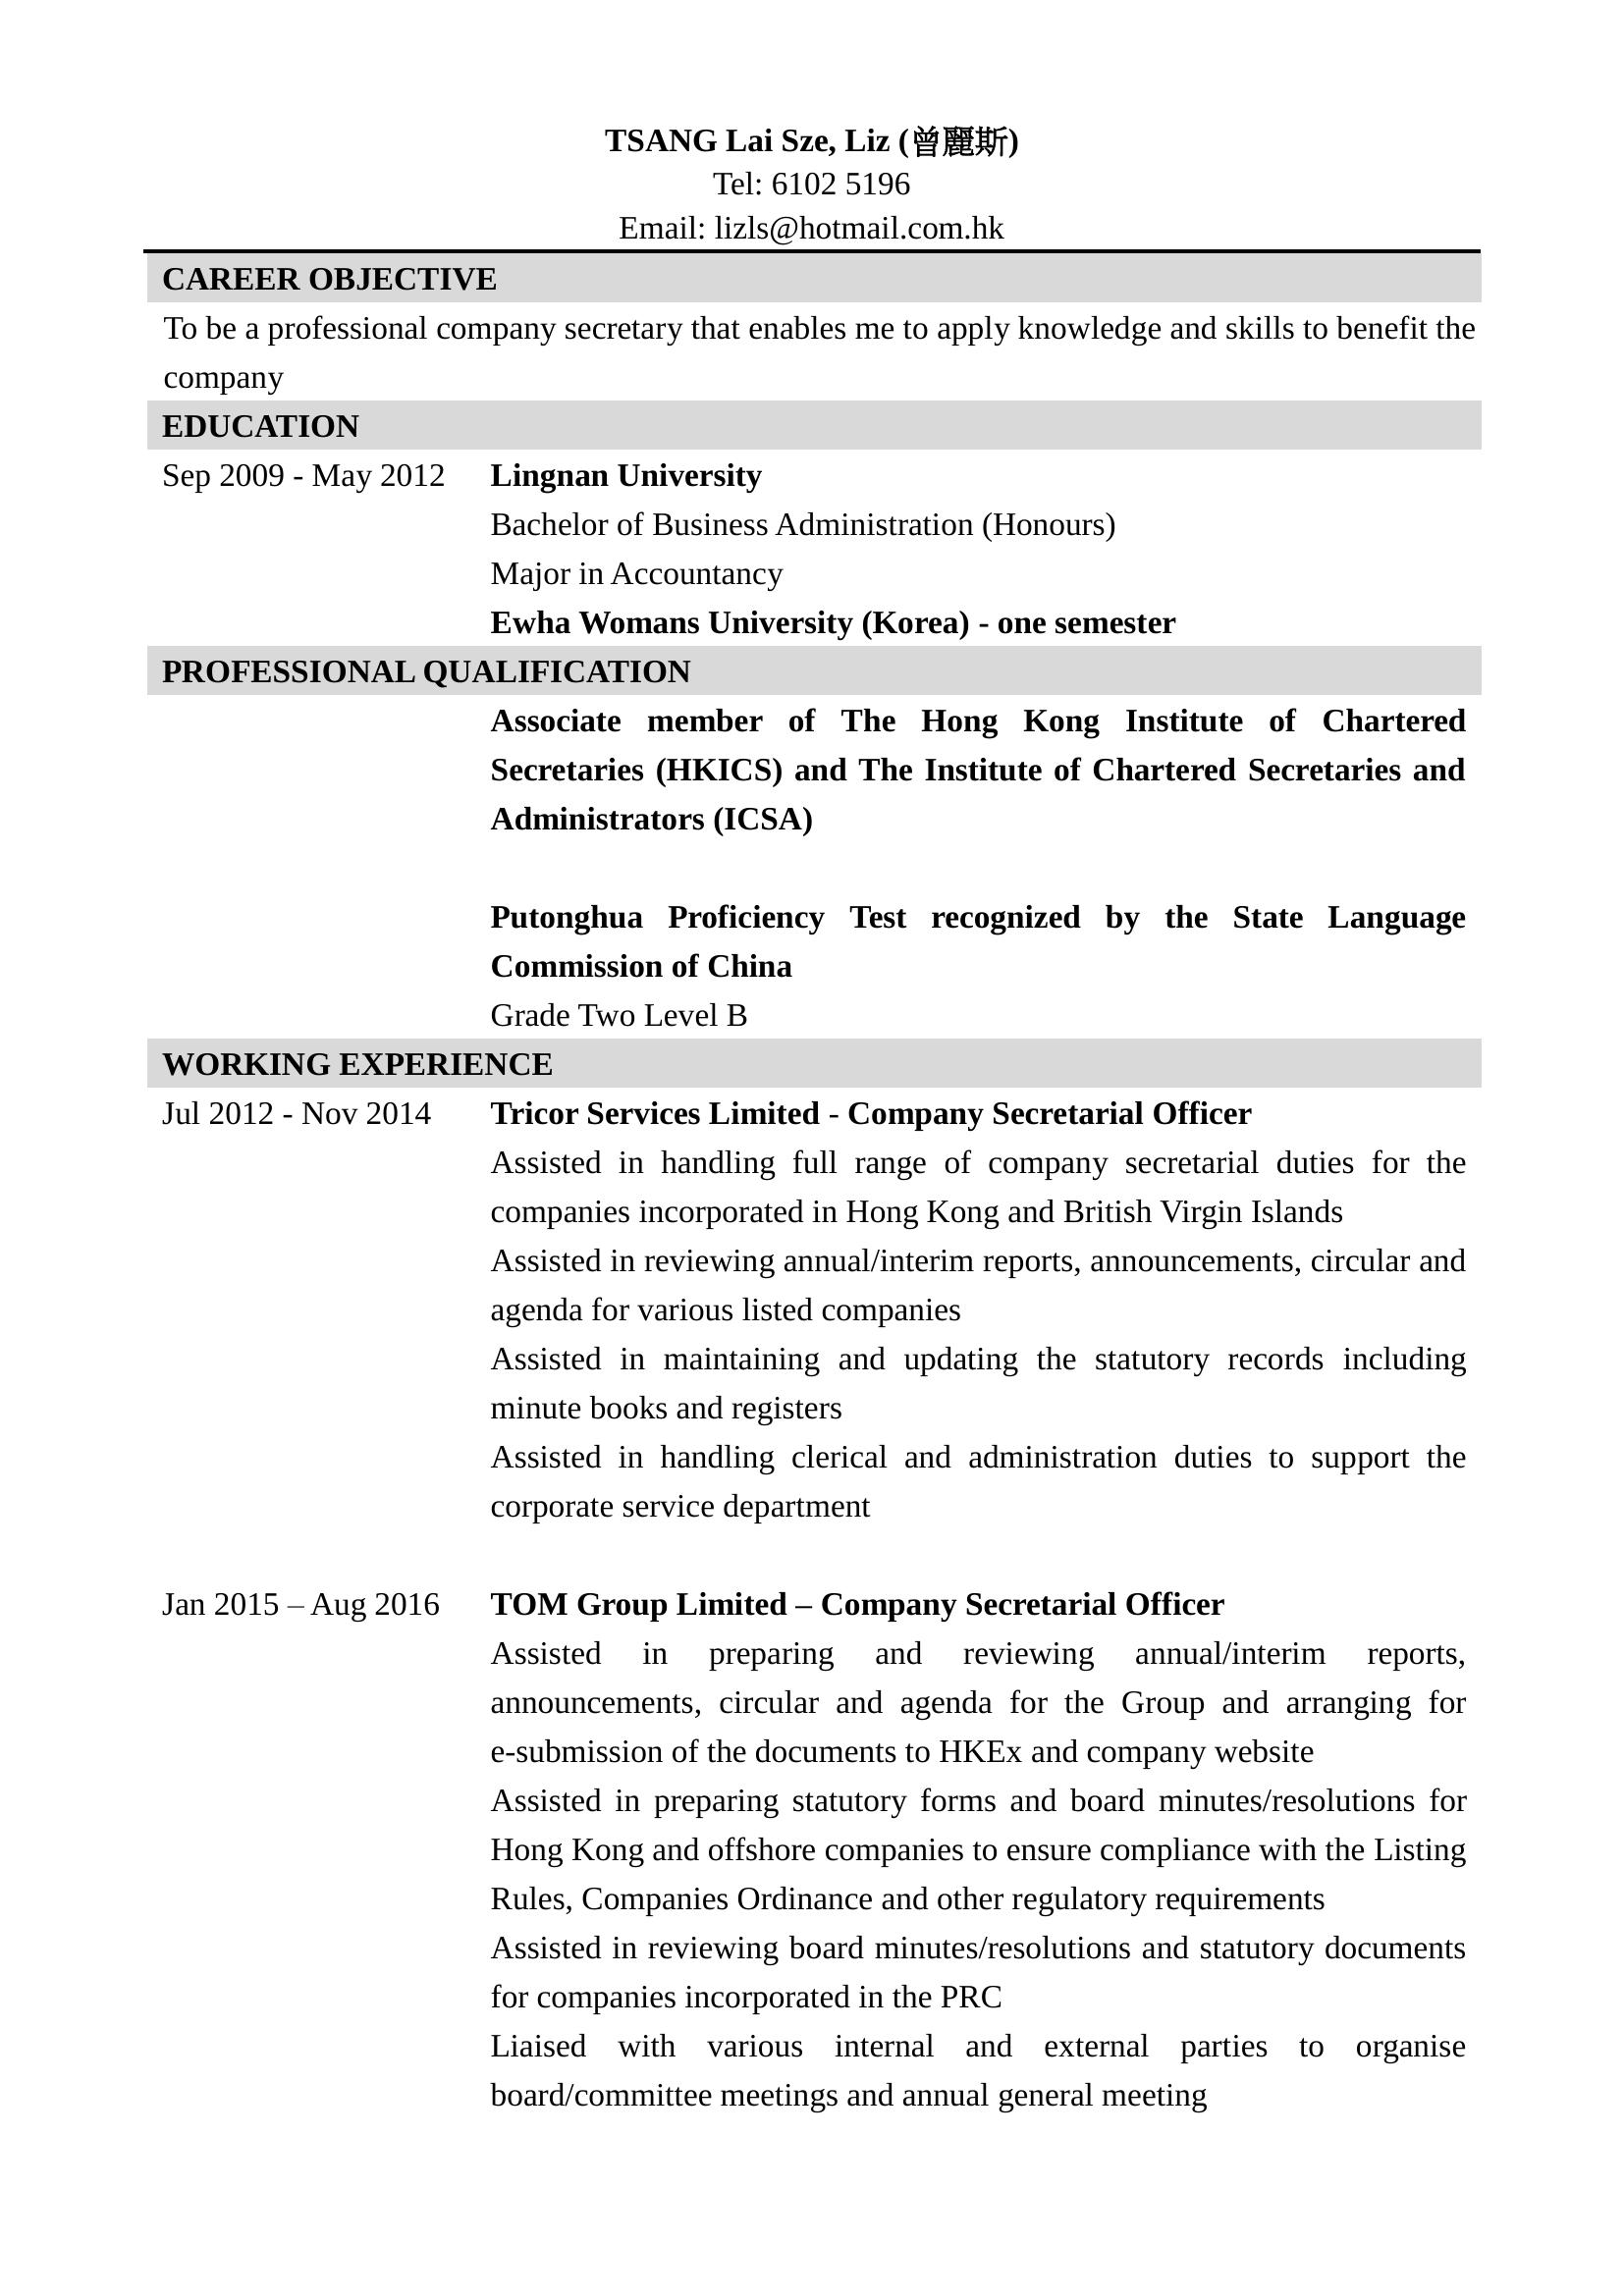 TSANG Lai Sze, Liz (曾麗斯)
Tel: 6102 5196
Email: lizls@hotmail.com.hk
CAREER OBJECTIVE
To be a professional company secretary that enables me to apply knowledge and skills to benefit the
company
EDUCATION
Sep 2009 - May 2012 Lingnan University
Bachelor of Business Administration (Honours)
Major in Accountancy
Ewha Womans University (Korea) - one semester
PROFESSIONAL QUALIFICATION
Associate member of The Hong Kong Institute of Chartered
Secretaries (HKICS) and The Institute of Chartered Secretaries and
Administrators (ICSA)
Putonghua Proficiency Test recognized by the State Language
Commission of China
Grade Two Level B
WORKING EXPERIENCE
Jul 2012 - Nov 2014 Tricor Services Limited - Company Secretarial Officer
Assisted in handling full range of company secretarial duties for the
companies incorporated in Hong Kong and British Virgin Islands
Assisted in reviewing annual/interim reports, announcements, circular and
agenda for various listed companies
Assisted in maintaining and updating the statutory records including
minute books and registers
Assisted in handling clerical and administration duties to support the
corporate service department
Jan 2015 – Aug 2016 TOM Group Limited – Company Secretarial Officer
Assisted in preparing and reviewing annual/interim reports,
announcements, circular and agenda for the Group and arranging for
e-submission of the documents to HKEx and company website
Assisted in preparing statutory forms and board minutes/resolutions for
Hong Kong and offshore companies to ensure compliance with the Listing
Rules, Companies Ordinance and other regulatory requirements
Assisted in reviewing board minutes/resolutions and statutory documents
for companies incorporated in the PRC
Liaised with various internal and external parties to organise
board/committee meetings and annual general meeting